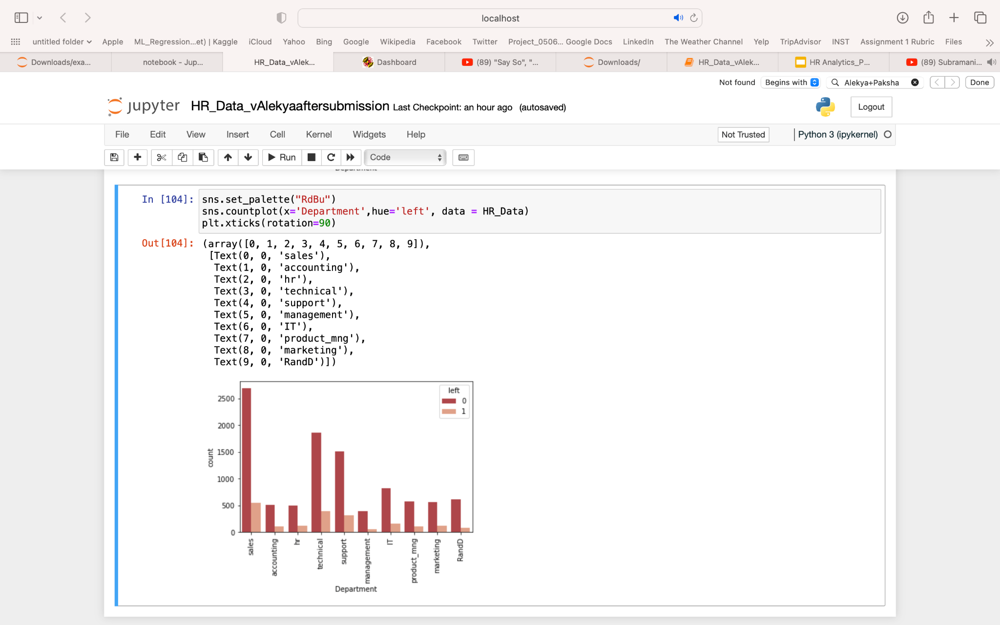 localhost
untitled folder Apple ML_Regression...et) | Kaggle iCloud Yahoo Bing Google Wikipedia Facebook Twitter Project_0506... Google Docs LinkedIn The Weather Channel Yelp TripAdvisor INST Assignment 1 Rubric Files
Downloads/exa... notebook - Jup... HR_Data_vAlek... Dashboard (89) "Say So", "... Downloads/ HR_Data_vAlek... HR Analytics_P... (89) Subramani...
Not found Begins with Alekya+Paksha Done
jupyter HR_Data_vAlekyaaftersubmission Last Checkpoint: an hour ago (autosaved) Logout
File Edit View Insert Cell Kernel Widgets Help Not Trusted Python 3 (ipykernel)
Run Code
Department
In [104]: sns.set_palette("RdBu")
sns.countplot(x='Department',hue='left', data = HR_Data)
plt.xticks(rotation=90)
Out[104]: (array([0, 1, 2, 3, 4, 5, 6, 7, 8, 9]),
[Text(0, 0, 'sales'),
Text(1, 0, 'accounting'),
Text(2, 0, 'hr'),
Text(3, 0, 'technical'),
Text(4, 0, 'support'),
Text(5, 0, 'management'),
Text(6, 0, 'IT'),
Text(7, 0, 'product_mng'),
Text(8, 0, 'marketing'),
Text(9, 0, 'RandD')])
left
0
1
2500
2000
1500
1000
500
0
count
sales accounting hr technical support management IT product_mng marketing RandD
Department